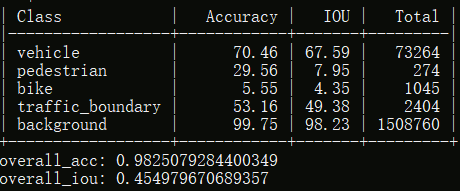 | Class | Accuracy | IOU | Total |
|------------------+----------+-------+---------|
| vehicle | 70.46 | 67.59 | 73264 |
| pedestrian | 29.56 | 7.95 | 274 |
| bike | 5.55 | 4.35 | 1045 |
| traffic_boundary | 53.16 | 49.38 | 2404 |
| background | 99.75 | 98.23 | 1508760 |
+------------------+----------+-------+---------+
overall_acc: 0.9825079284400349
overall_iou: 0.454979670689357